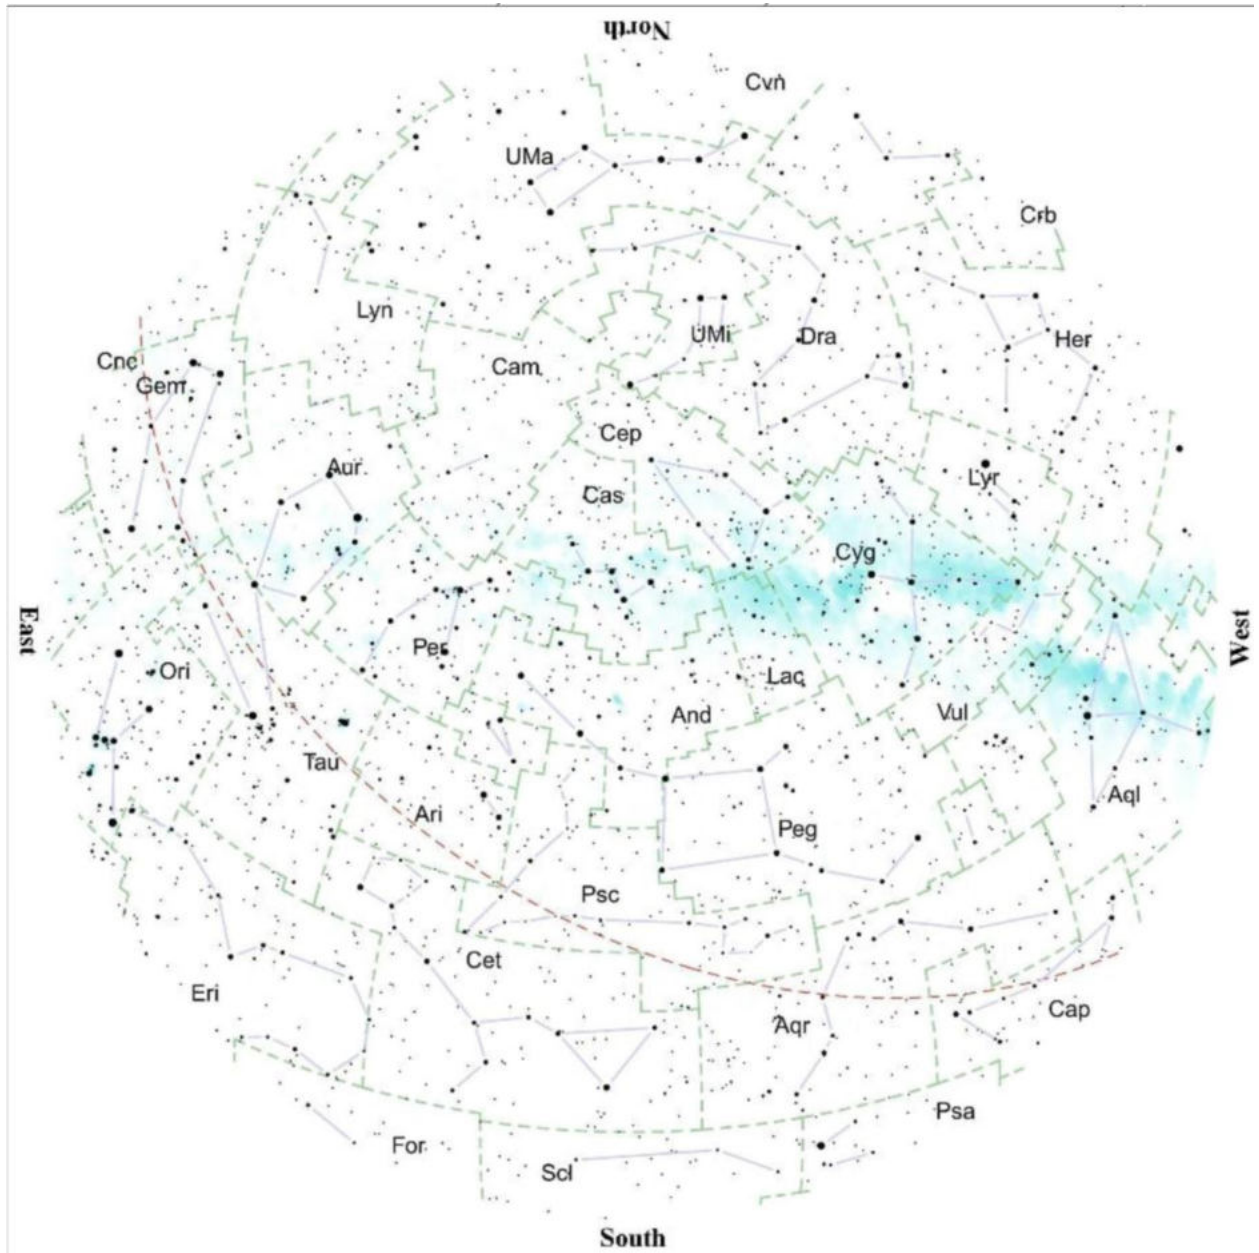 North
Cvn
UMa
Crb
Lyn
UMi
Dra
Her
Cnc
Gem
Cam
Cep
Aur
Lyr
Cas
Cyg
East
West
Per
Ori
Lac
And
Vul
Tau
Ari
Aql
Peg
Psc
Cet
Eri
Cap
Aqr
Psa
For
Scl
South